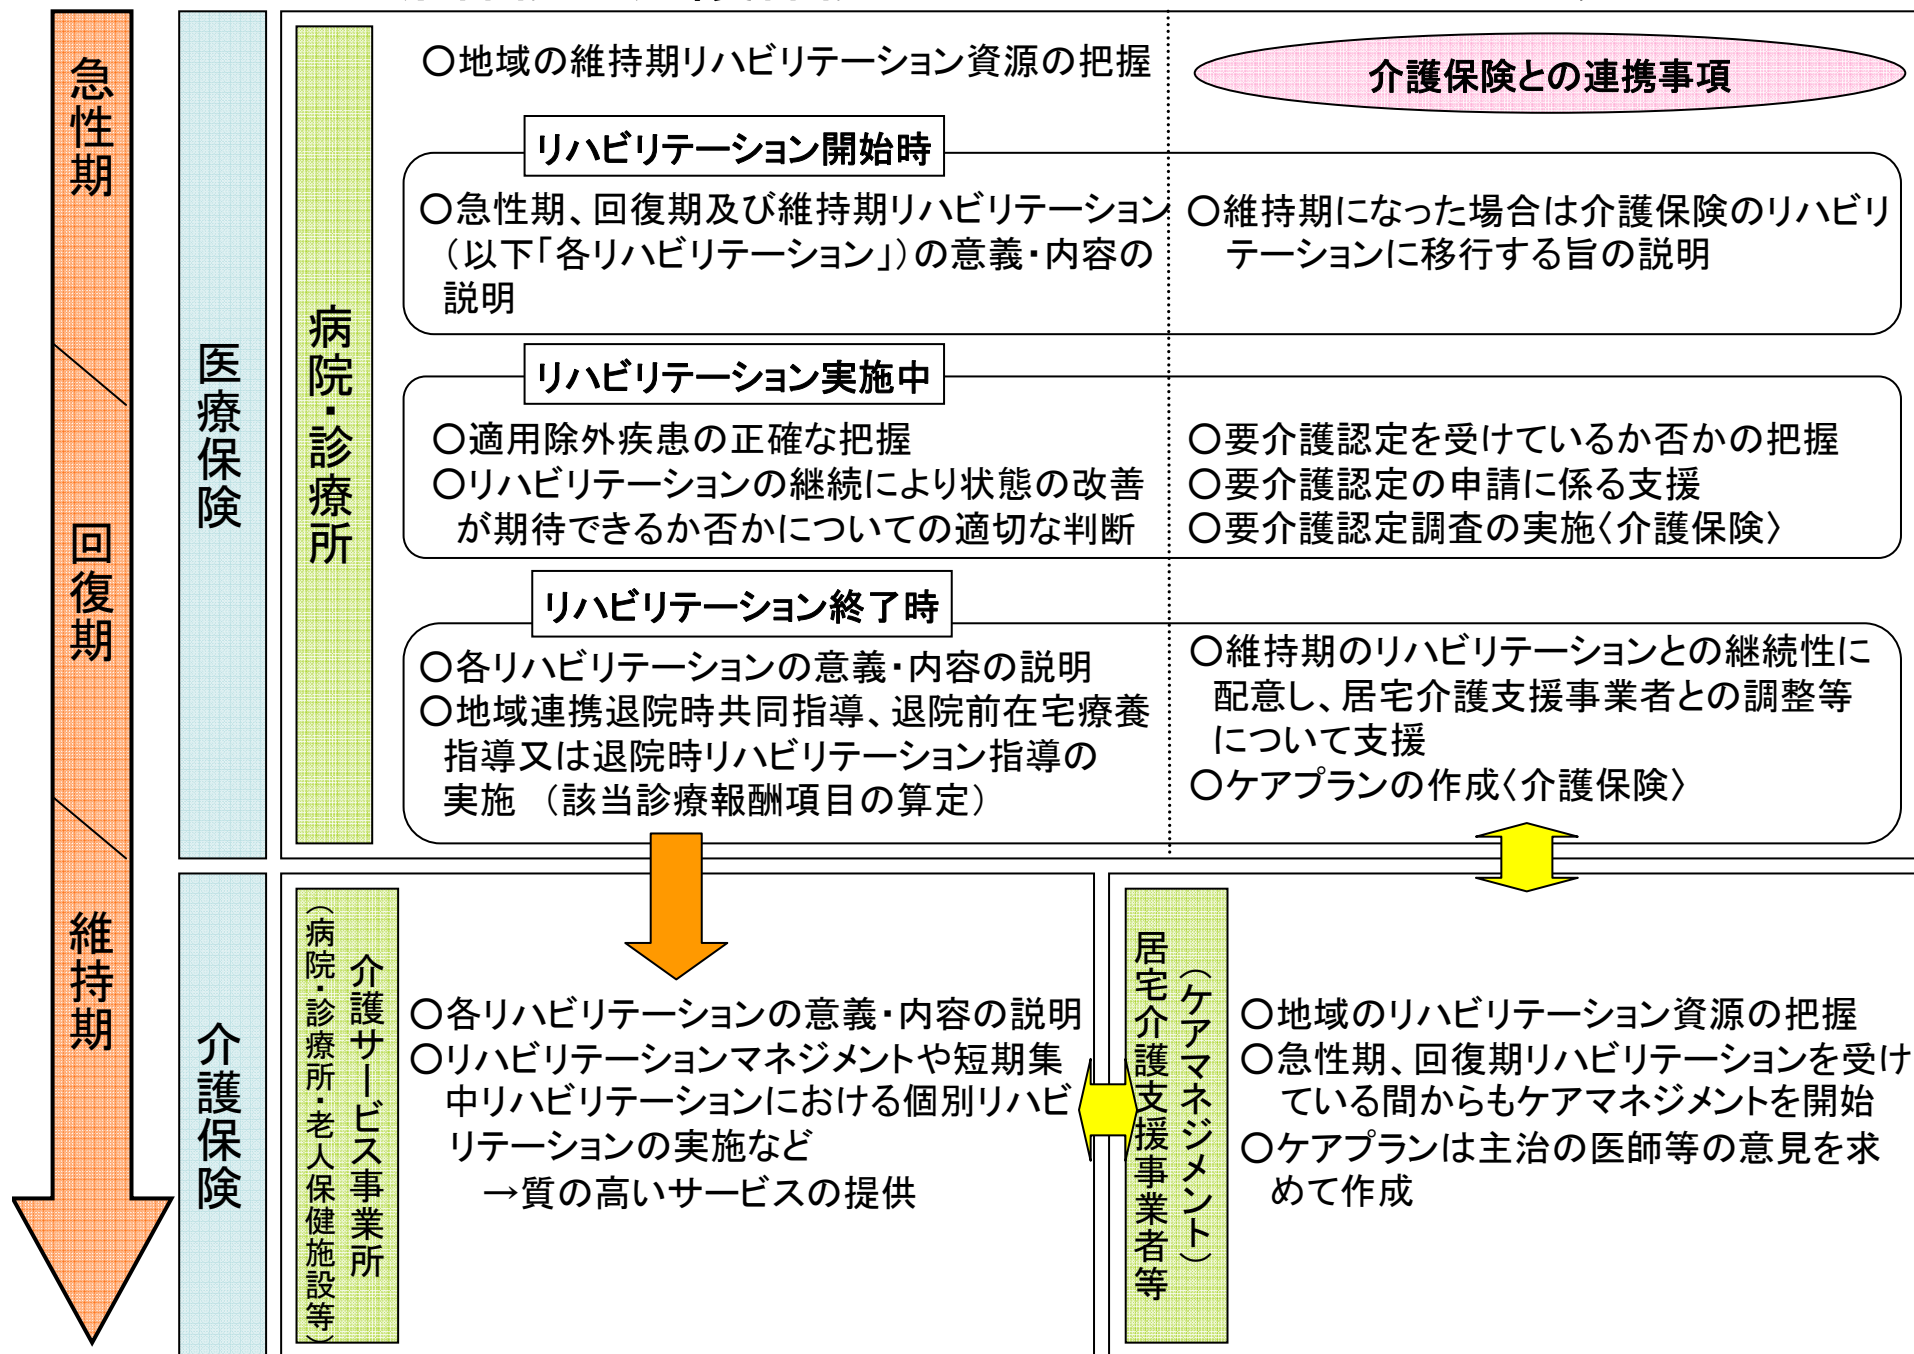 急性期
回復期
維持期
医療保険
介護保険
病院・診療所
〇地域の維持期リハビリテーション資源の把握
介護保険との連携事項
リハビリテーション開始時
〇急性期、回復期及び維持期リハビリテーション
（以下「各リハビリテーション」）の意義・内容の
説明
〇維持期になった場合は介護保険のリハビリ
テーションに移行する旨の説明
リハビリテーション実施中
〇適用除外疾患の正確な把握
〇リハビリテーションの継続により状態の改善
が期待できるか否かについての適切な判断
〇要介護認定を受けているか否かの把握
〇要介護認定の申請に係る支援
〇要介護認定調査の実施〈介護保険〉
リハビリテーション終了時
〇各リハビリテーションの意義・内容の説明
〇地域連携退院時共同指導、退院前在宅療養
指導又は退院時リハビリテーション指導の
実施　（該当診療報酬項目の算定）
〇維持期のリハビリテーションとの継続性に
配意し、居宅介護支援事業者との調整等
について支援
〇ケアプランの作成〈介護保険〉
介護サービス事業所
（病院・診療所・老人保健施設等）
〇各リハビリテーションの意義・内容の説明
〇リハビリテーションマネジメントや短期集
中リハビリテーションにおける個別リハビ
リテーションの実施など
→質の高いサービスの提供
（ケアマネジメント）
居宅介護支援事業者等
〇地域のリハビリテーション資源の把握
〇急性期、回復期リハビリテーションを受け
ている間からもケアマネジメントを開始
〇ケアプランは主治の医師等の意見を求
めて作成